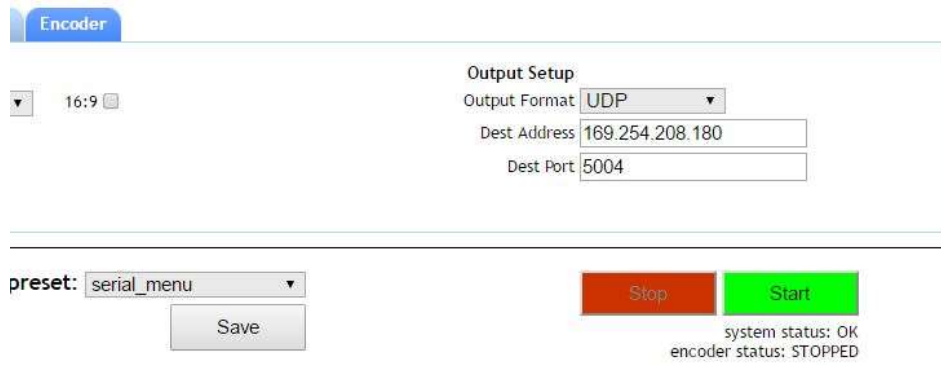 Encoder
Output Setup
16:9
Output Format UDP
Dest Address 169.254.208.180
Dest Port 5004
preset: serial_menu
Stop Start
Save
system status: OK
encoder status: STOPPED